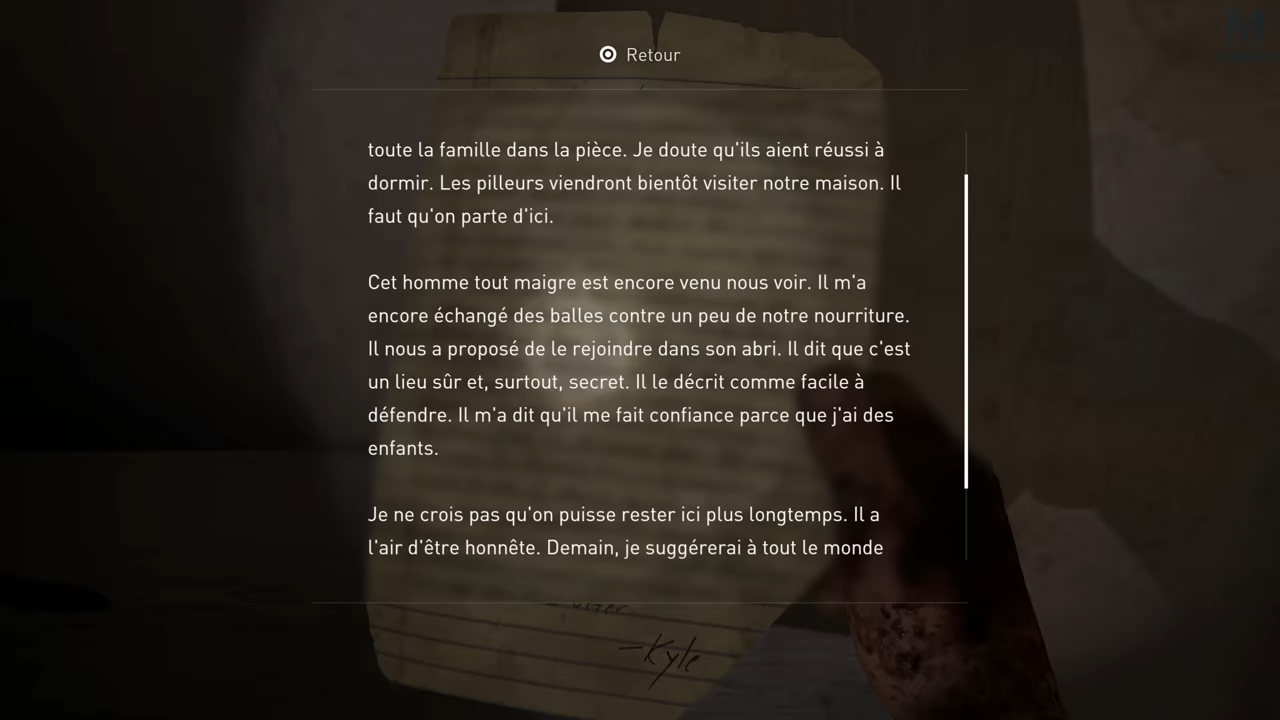 Retour
toute la famille dans la pièce. Je doute qu'ils aient réussi à
dormir. Les pilleurs viendront bientôt visiter notre maison. Il
faut qu'on parte d'ici.
Cet homme tout maigre est encore venu nous voir. Il m'a
encore échangé des balles contre un peu de notre nourriture.
Il nous a proposé de le rejoindre dans son abri. Il dit que c'est
un lieu sûr et, surtout, secret. Il le décrit comme facile à
défendre. Il m'a dit qu'il me fait confiance parce que j'ai des
enfants.
Je ne crois pas qu'on puisse rester ici plus longtemps. Il a
l'air d'être honnête. Demain, je suggérerai à tout le monde
—Kyle